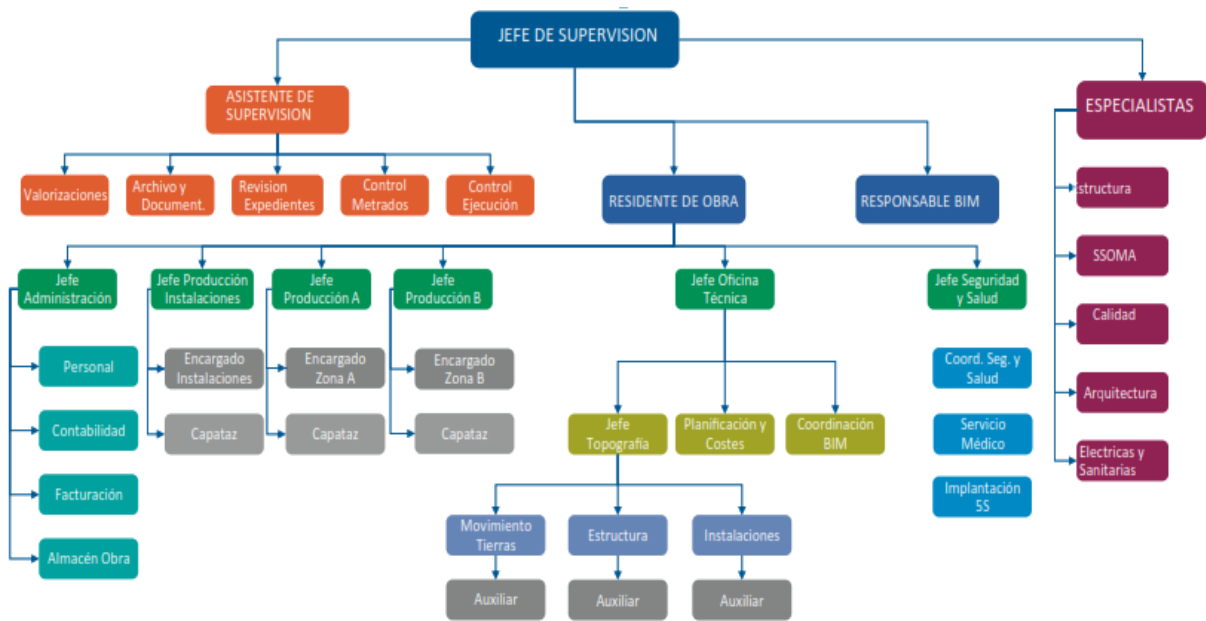 JEFE DE SUPERVISION
ASISTENTE DE
SUPERVISION
ESPECIALISTAS
Valorizaciones
Archivo y
Document.
Revision
Expedientes
Control
Metrados
Control
Ejecución
RESIDENTE DE OBRA
RESPONSABLE BIM
structura
SSOMA
Calidad
Arquitectura
Electricas y
Sanitarias
Jefe
Administración
Jefe Producción
Instalaciones
Jefe
Producción A
Jefe
Producción B
Jefe Oficina
Técnica
Jefe Seguridad
y Salud
Personal
Contabilidad
Facturación
Almacén Obra
Encargado
Instalaciones
Capataz
Encargado
Zona A
Capataz
Encargado
Zona B
Capataz
Jefe
Topografía
Planificación y
Costes
Coordinación
BIM
Coord. Seg. y
Salud
Servicio
Médico
Implantación
5S
Movimiento
Tierras
Estructura
Instalaciones
Auxiliar
Auxiliar
Auxiliar